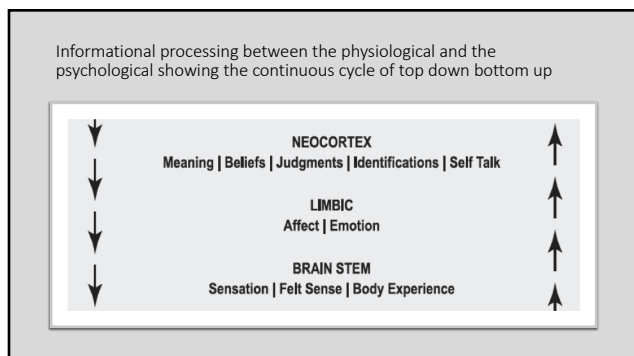 Informational processing between the physiological and the
psychological showing the continuous cycle of top down bottom up
NEOCORTEX
Meaning | Beliefs | Judgments | Identifications | Self Talk
LIMBIC
Affect | Emotion
BRAIN STEM
Sensation | Felt Sense | Body Experience